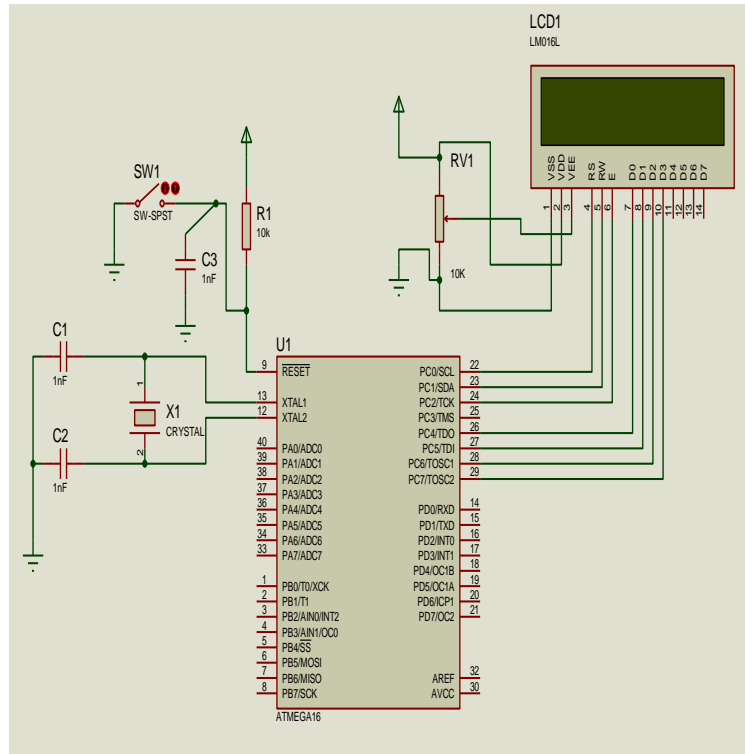 LCD1
LM016L
VSS
VDD
VEE
RS
RW
E
D0
D1
D2
D3
D4
D5
D6
D7
1
2
3
4
5
6
7
8
9
10
11
12
13
14
RV1
10K
SW1
SW-SPST
R1
10k
C3
1nF
C1
1nF
1
X1
CRYSTAL
2
C2
1nF
U1
9 RESET PC0/SCL 22
PC1/SDA 23
13 XTAL1 PC2/TCK 24
12 XTAL2 PC3/TMS 25
PC4/TDO 26
40 PA0/ADC0 PC5/TDI 27
39 PA1/ADC1 PC6/TOSC1 28
38 PA2/ADC2 PC7/TOSC2 29
37 PA3/ADC3
36 PA4/ADC4 PD0/RXD 14
35 PA5/ADC5 PD1/TXD 15
34 PA6/ADC6 PD2/INT0 16
33 PA7/ADC7 PD3/INT1 17
PD4/OC1B 18
1 PB0/T0/XCK PD5/OC1A 19
2 PB1/T1 PD6/ICP1 20
3 PB2/AIN0/INT2 PD7/OC2 21
4 PB3/AIN1/OC0
5 PB4/SS
6 PB5/MOSI
7 PB6/MISO AREF 32
8 PB7/SCK AVCC 30
ATMEGA16